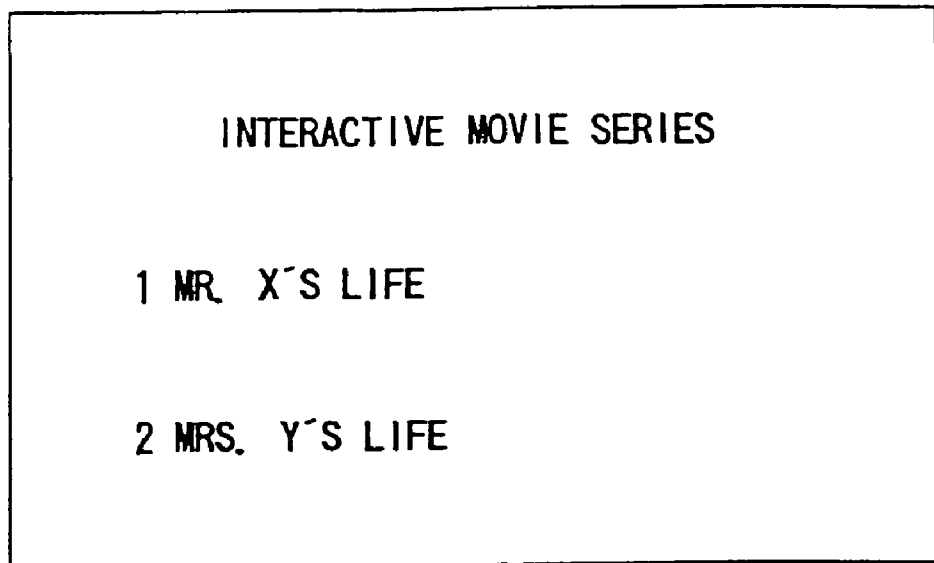 INTERACTIVE MOVIE SERIES
1 MR. X´S LIFE
2 MRS. Y´S LIFE